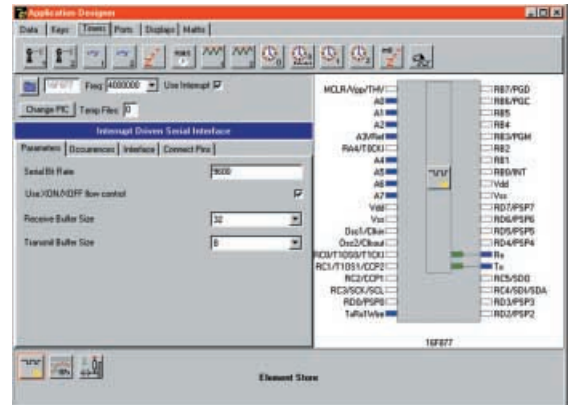 Application Designer
Data Keys Timers Ports Displays Maths
16F877 Freq 4000000 Use Interrupt
Change PIC Temp Files 0
Interrupt Driven Serial Interface
Parameters Occurrences Interface Connect Pins
Serial Bit Rate 9600
Use XON/XOFF flow control
Receive Buffer Size 32
Transmit Buffer Size 8
MCLR/Vpp/THV RB7/PGD
A0 RB6/PGC
A1 RB5
A2 RB4
A3/Vref RB3/PGM
RA4/T0CKI RB2
A4 RB1
A5 RB0/INT
A6 Vdd
A7 Vss
Vdd RD7/PSP7
Vss RD6/PSP6
Osc1/Clkin RD5/PSP5
Osc2/Clkout RD4/PSP4
RC0/T1OSO/T1CKI Rx
RC1/T1OSI/CCP2 Tx
RC2/CCP1 RC5/SDO
RC3/SCK/SCL RC4/SDI/SDA
RD0/PSP0 RD3/PSP3
TxRx1Wire RD2/PSP2
16F877
Element Store